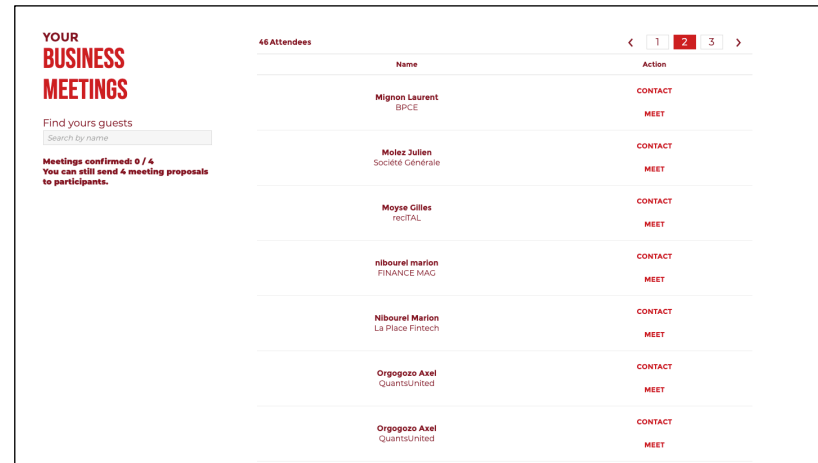 YOUR
BUSINESS
MEETINGS
Find yours guests
Search by name
Meetings confirmed: 0 / 4
You can still send 4 meeting proposals
to participants.
46 Attendees
1 2 3
Name Action
Mignon Laurent
BPCE
CONTACT
MEET
Molez Julien
Société Générale
CONTACT
MEET
Moyse Gilles
recITAL
CONTACT
MEET
nibourel marion
FINANCE MAG
CONTACT
MEET
Nibourel Marion
La Place Fintech
CONTACT
MEET
Orgogozo Axel
QuantsUnited
CONTACT
MEET
Orgogozo Axel
QuantsUnited
CONTACT
MEET